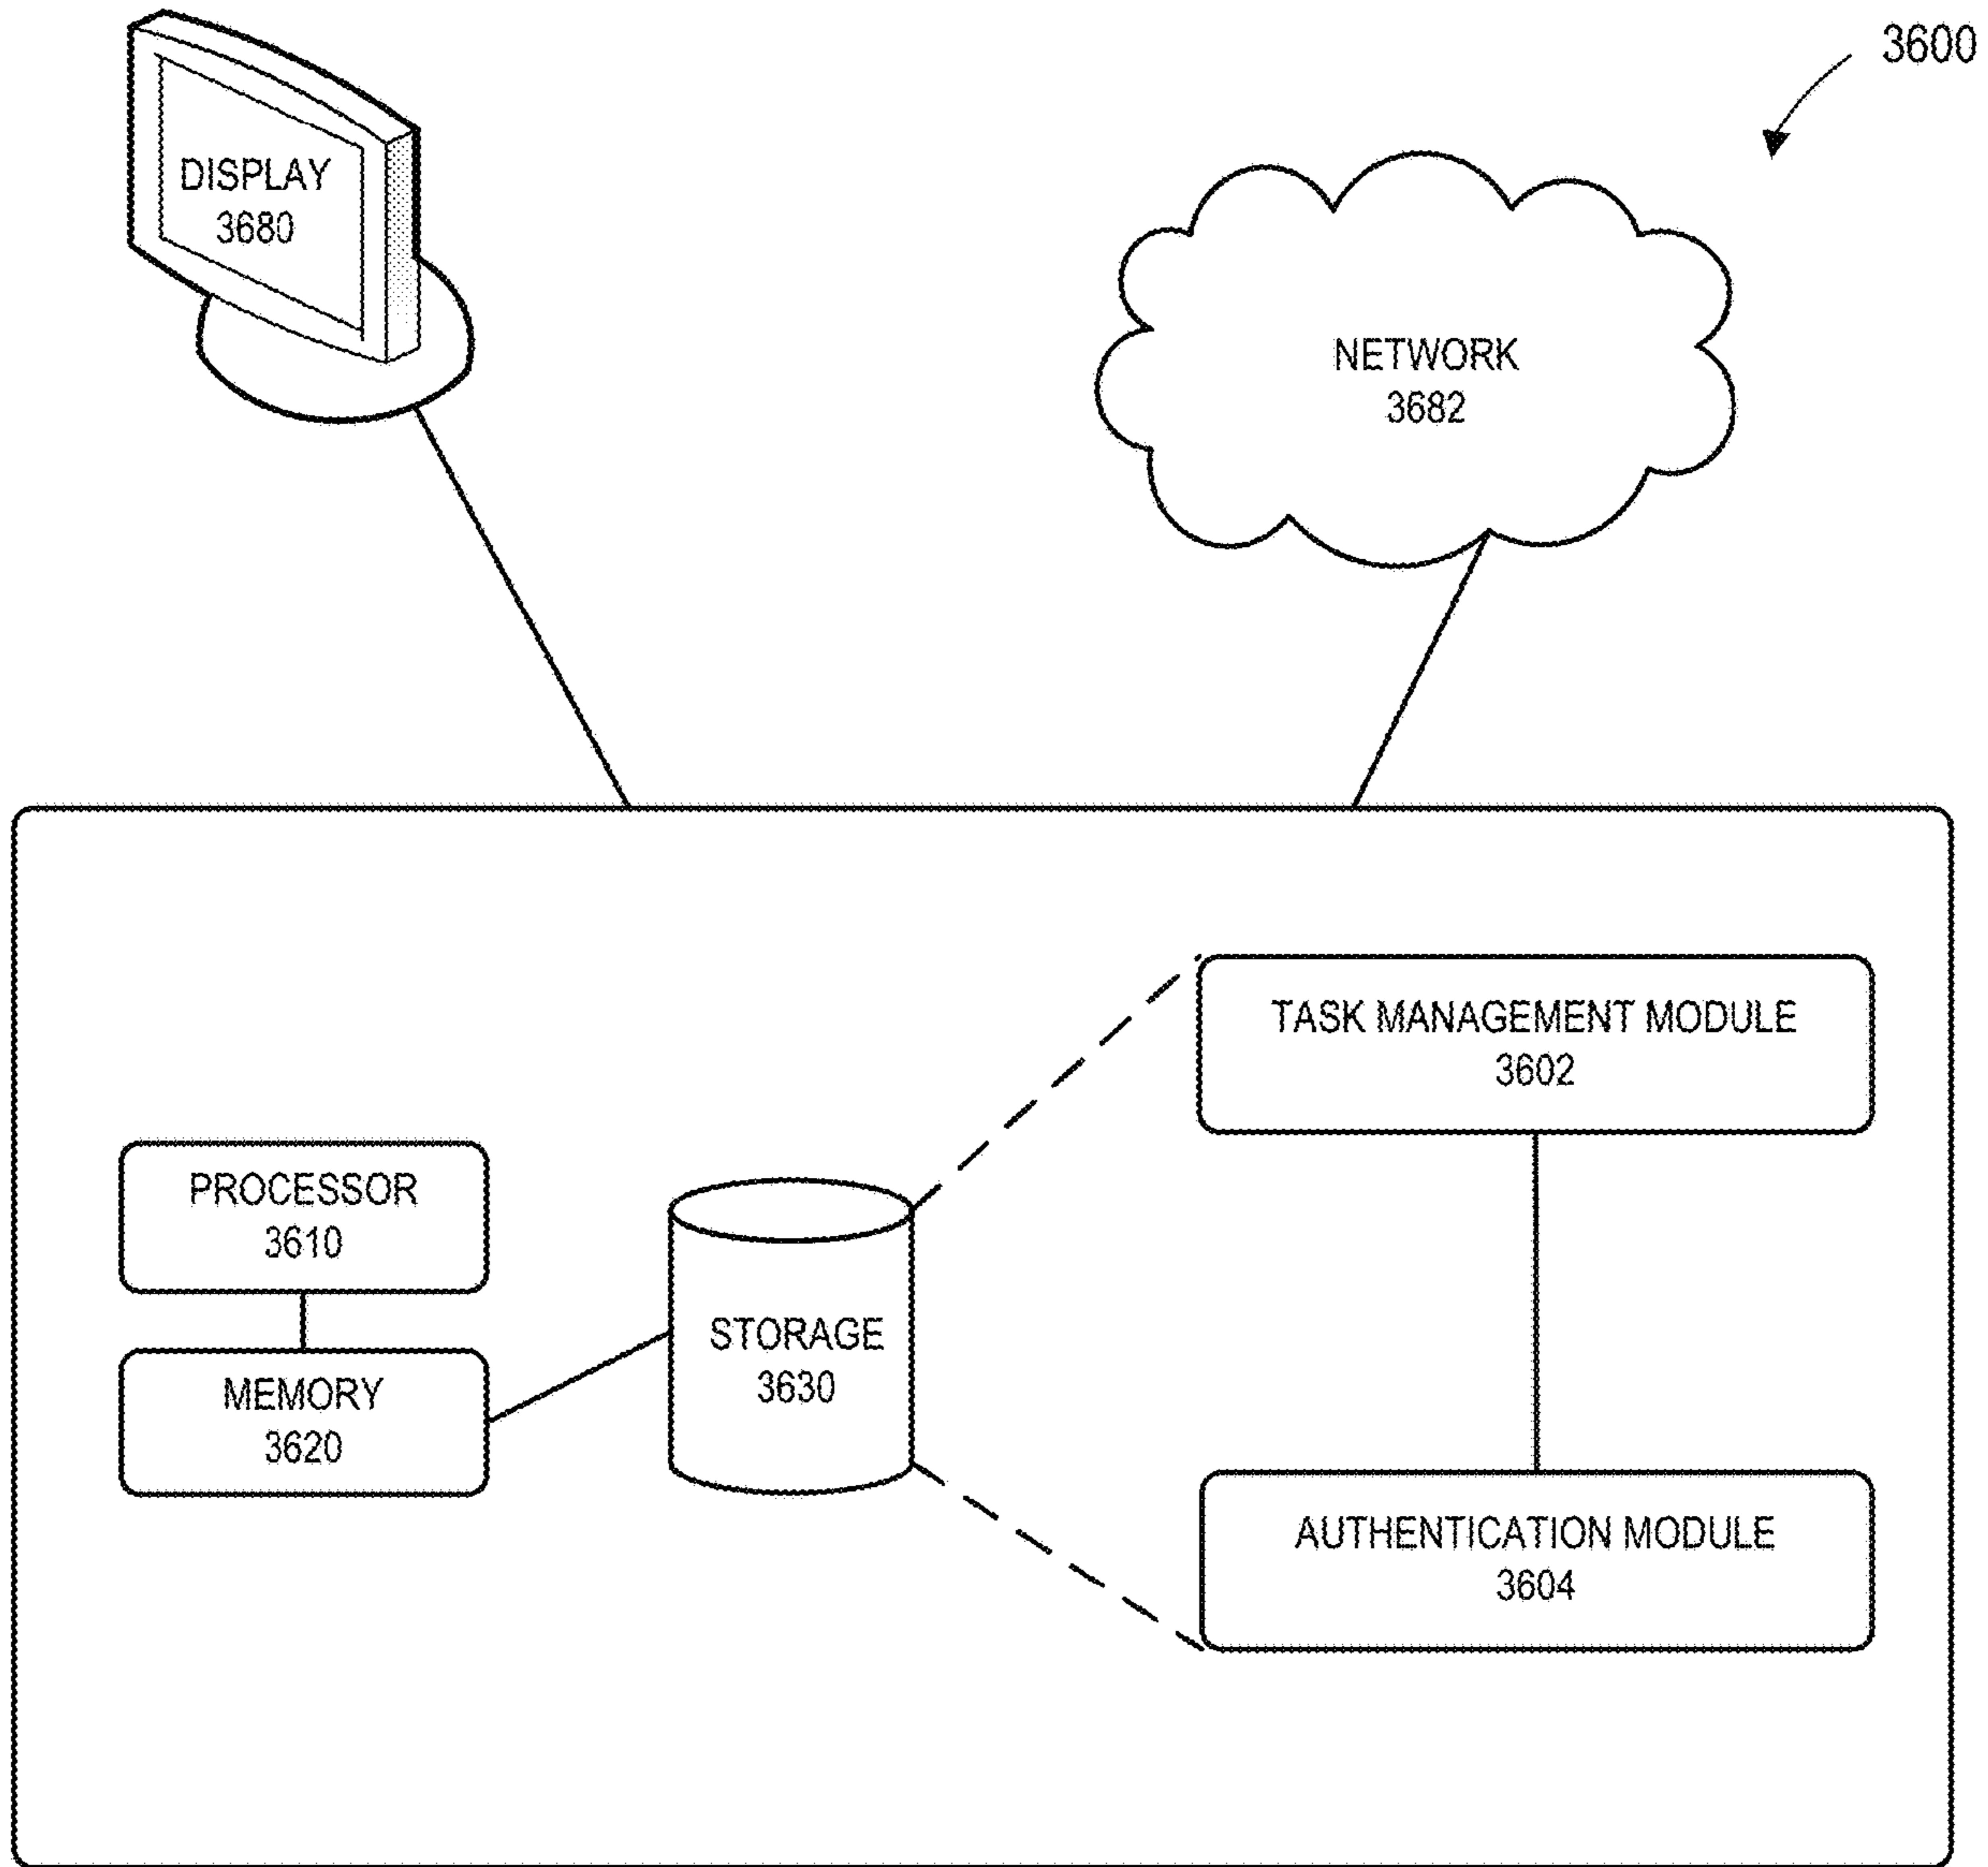 3600
DISPLAY
3680
NETWORK
3682
TASK MANAGEMENT MODULE
3602
PROCESSOR
3610
MEMORY
3620
STORAGE
3630
AUTHENTICATION MODULE
3604